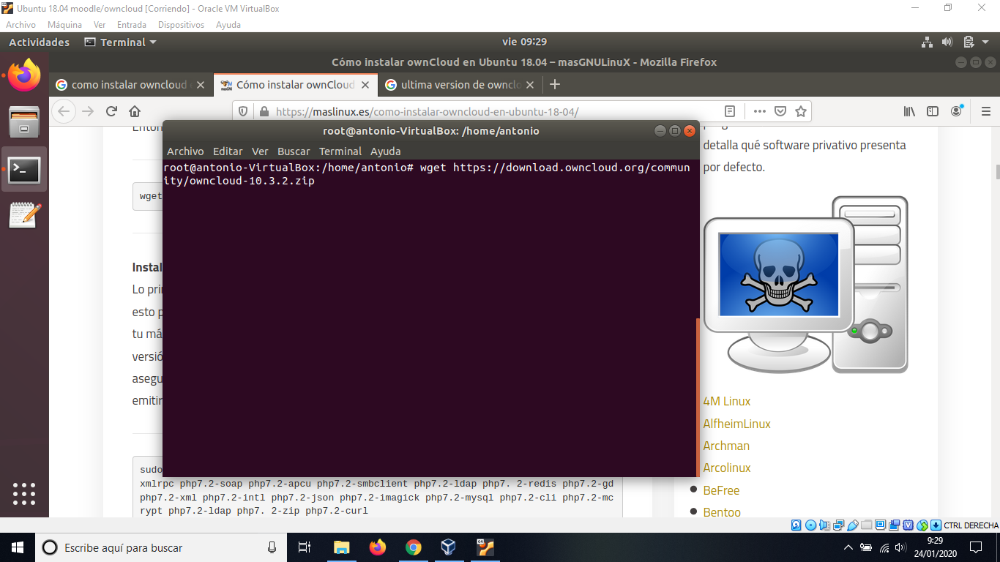 Ubuntu 18.04 moodle/owncloud [Corriendo] - Oracle VM VirtualBox
Archivo Máquina Ver Entrada Dispositivos Ayuda
Actividades Terminal vie 09:29
Cómo instalar ownCloud en Ubuntu 18.04 – masGNULinuX - Mozilla Firefox
como instalar owncloud Cómo instalar ownCloud ultima version de ownclo
https://maslinux.es/como-instalar-owncloud-en-ubuntu-18-04/
root@antonio-VirtualBox: /home/antonio
Archivo Editar Ver Buscar Terminal Ayuda
root@antonio-VirtualBox:/home/antonio# wget https://download.owncloud.org/commun
ity/owncloud-10.3.2.zip
detalla qué software privativo presenta
por defecto.
wget
Instal
Lo pri
esto p
tu má
versió
asegu
emitir
sudo
xmlrpc php7.2-soap php7.2-apcu php7.2-smbclient php7.2-ldap php7. 2-redis php7.2-gd
php7.2-xml php7.2-intl php7.2-json php7.2-imagick php7.2-mysql php7.2-cli php7.2-mc
rypt php7.2-ldap php7. 2-zip php7.2-curl
4M Linux
AlfheimLinux
Archman
Arcolinux
BeFree
Bentoo
CTRL DERECHA
Escribe aquí para buscar
9:29
24/01/2020